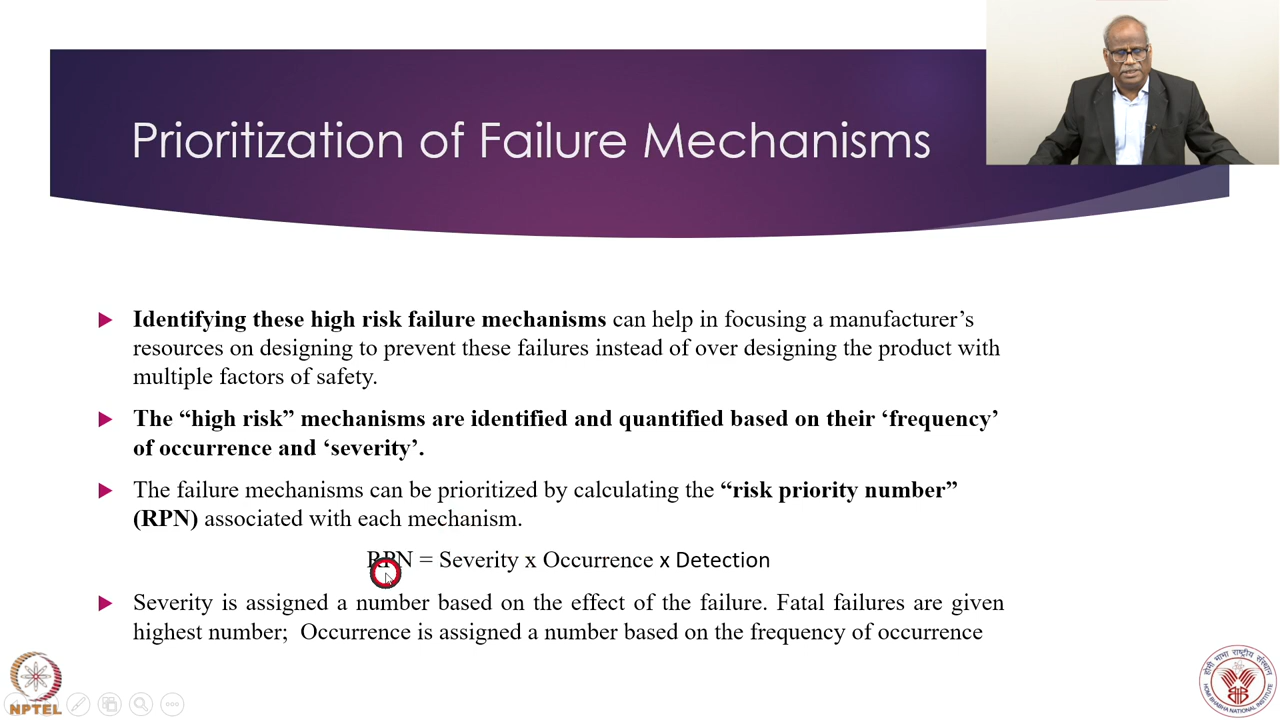 Prioritization of Failure Mechanisms
Identifying these high risk failure mechanisms can help in focusing a manufacturer's
resources on designing to prevent these failures instead of over designing the product with
multiple factors of safety.
The “high risk” mechanisms are identified and quantified based on their ‘frequency’
of occurrence and ‘severity’.
The failure mechanisms can be prioritized by calculating the “risk priority number”
(RPN) associated with each mechanism.
RPN = Severity x Occurrence x Detection
Severity is assigned a number based on the effect of the failure. Fatal failures are given
highest number; Occurrence is assigned a number based on the frequency of occurrence
NPTEL
होमी भाभा राष्ट्रीय संस्थान
HOMI BHABHA NATIONAL INSTITUTE